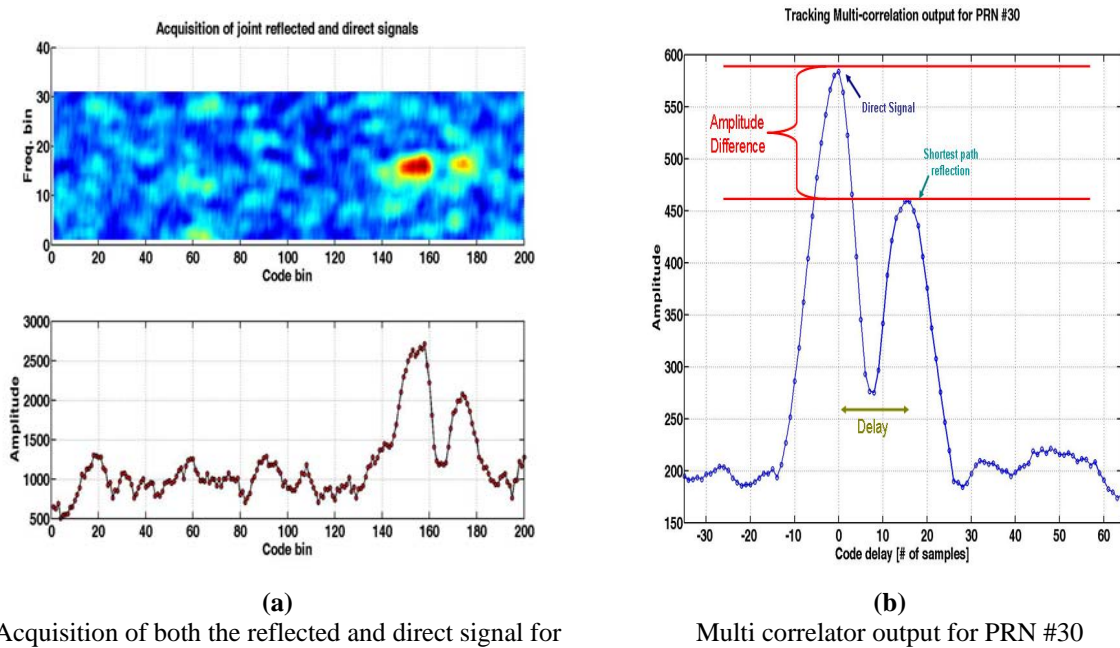 Acquisition of joint reflected and direct signals
40
30
20
10
0
Freq. bin
0 20 40 60 80 100 120 140 160 180 200
Code bin
3000
2500
2000
1500
1000
500
Amplitude
0 20 40 60 80 100 120 140 160 180 200
Code bin
(a)
Acquisition of both the reflected and direct signal for
Tracking Multi-correlation output for PRN #30
600
550
500
450
400
350
300
250
200
150
Amplitude
Amplitude
Difference
Direct Signal
Shortest path
reflection
Delay
-30 -20 -10 0 10 20 30 40 50 60
Code delay [# of samples]
(b)
Multi correlator output for PRN #30